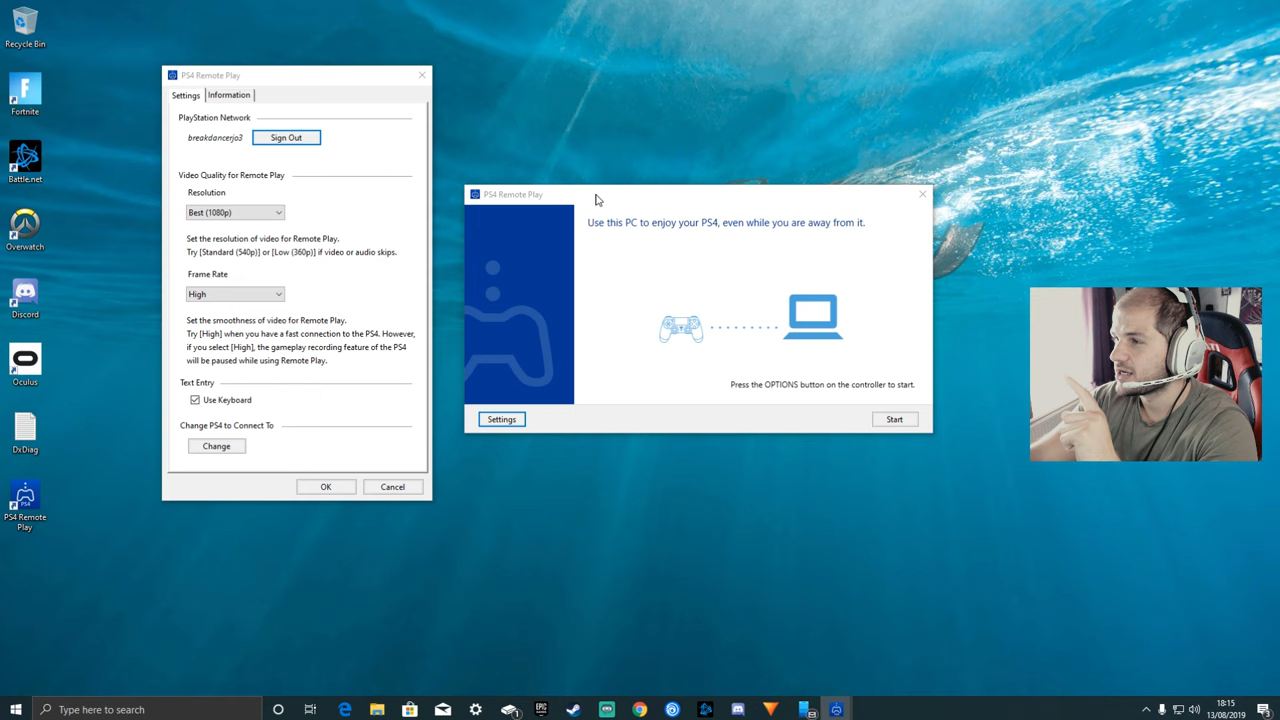 Recycle Bin
Fortnite
Battle.net
Overwatch
Discord
Oculus
DxDiag
PS4
PS4 Remote
Play
PS4 Remote Play
Settings
Information
PlayStation Network
breakdancerjo3
Sign Out
Video Quality for Remote Play
Resolution
Best (1080p)
Set the resolution of video for Remote Play.
Try [Standard (540p)] or [Low (360p)] if video or audio skips.
Frame Rate
High
Set the smoothness of video for Remote Play.
Try [High] when you have a fast connection to the PS4. However,
if you select [High], the gameplay recording feature of the PS4
will be paused while using Remote Play.
Text Entry
Use Keyboard
Change PS4 to Connect To
Change
OK
Cancel
PS4 Remote Play
Use this PC to enjoy your PS4, even while you are away from it.
Press the OPTIONS button on the controller to start.
Settings
Start
Type here to search
EPIC
18:15
13/08/2019